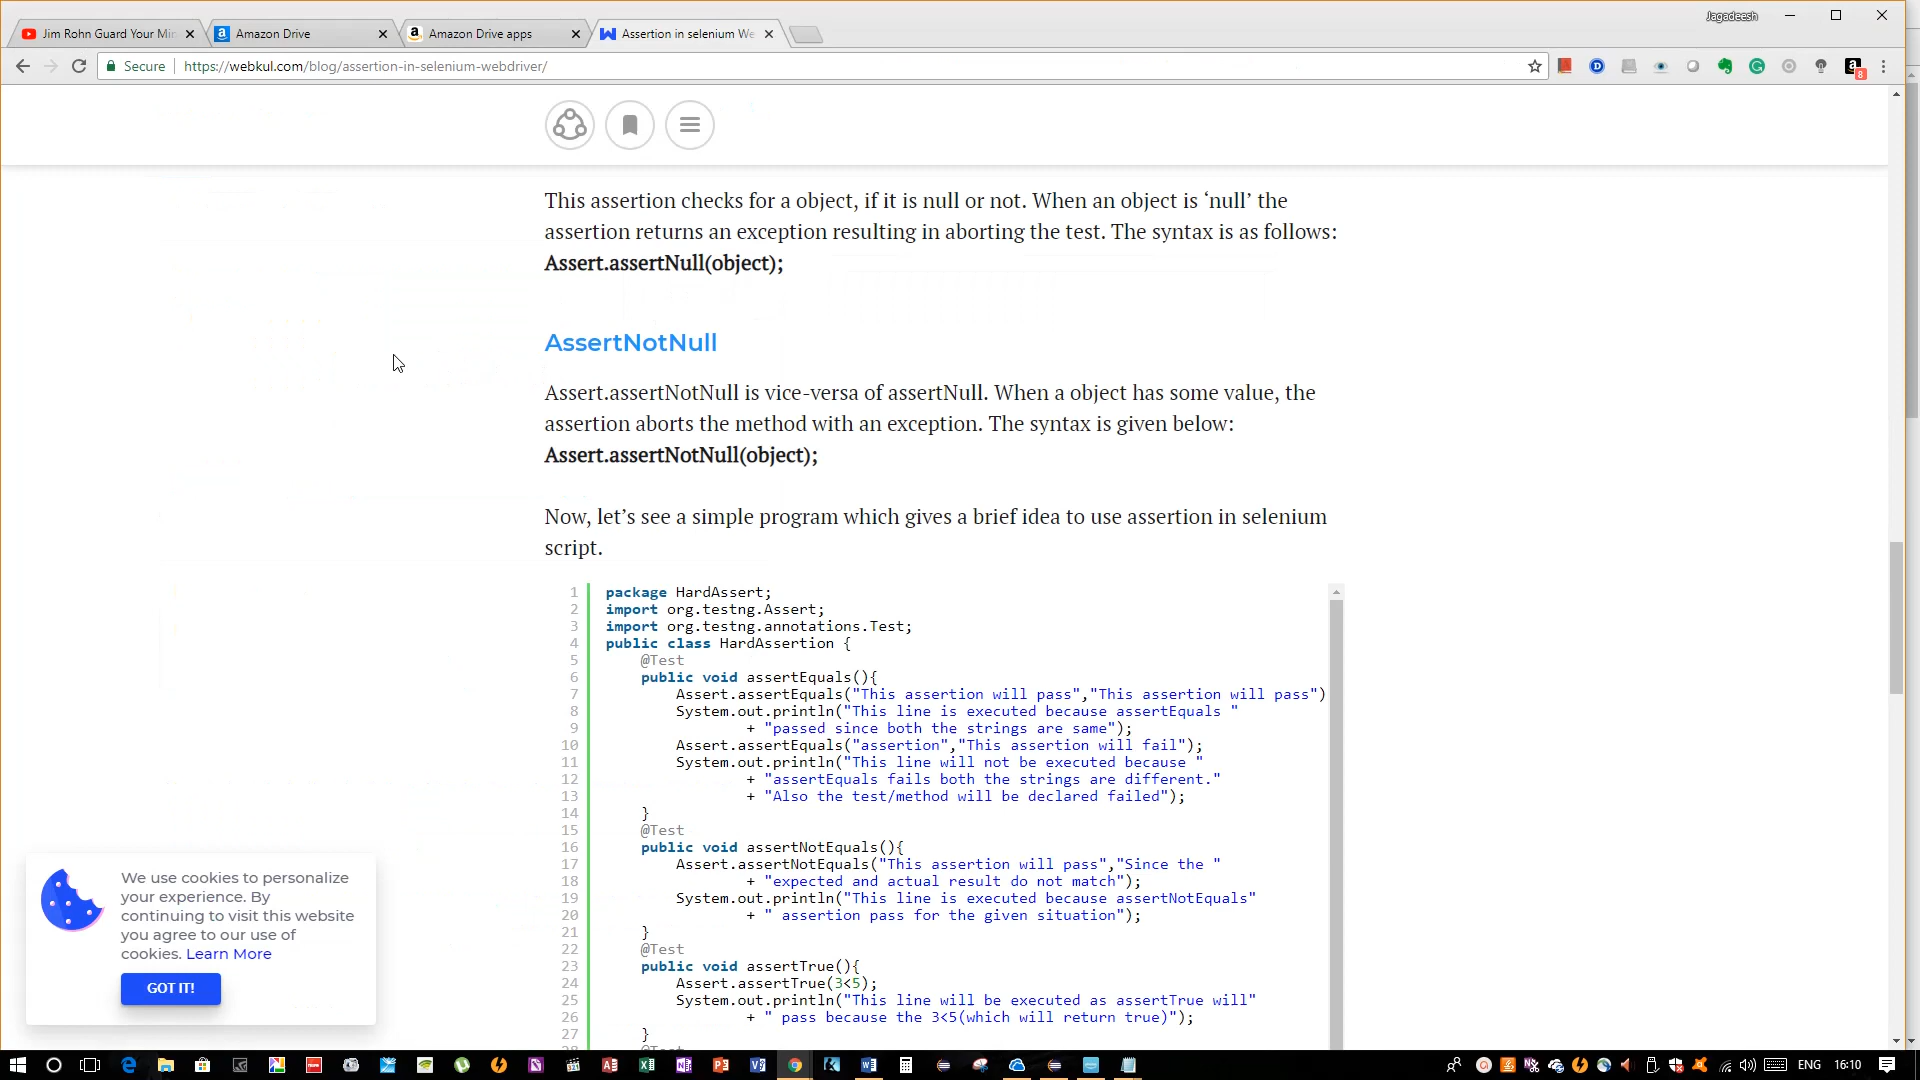 Jagadeesh
Jim Rohn Guard Your Min
Amazon Drive
Amazon Drive apps
Assertion in selenium We
Secure
https://webkul.com/blog/assertion-in-selenium-webdriver/
8
This assertion checks for a object, if it is null or not. When an object is ‘null’ the
assertion returns an exception resulting in aborting the test. The syntax is as follows:
Assert.assertNull(object);
AssertNotNull
Assert.assertNotNull is vice-versa of assertNull. When a object has some value, the
assertion aborts the method with an exception. The syntax is given below:
Assert.assertNotNull(object);
Now, let’s see a simple program which gives a brief idea to use assertion in selenium
script.
1 package HardAssert;
2 import org.testng.Assert;
3 import org.testng.annotations.Test;
4 public class HardAssertion {
5 @Test
6 public void assertEquals(){
7 Assert.assertEquals("This assertion will pass","This assertion will pass")
8 System.out.println("This line is executed because assertEquals "
9 + "passed since both the strings are same");
10 Assert.assertEquals("assertion","This assertion will fail");
11 System.out.println("This line will not be executed because "
12 + "assertEquals fails both the strings are different."
13 + "Also the test/method will be declared failed");
14 }
15 @Test
16 public void assertNotEquals(){
17 Assert.assertNotEquals("This assertion will pass","Since the "
18 + "expected and actual result do not match");
19 System.out.println("This line is executed because assertNotEquals"
20 + " assertion pass for the given situation");
21 }
22 @Test
23 public void assertTrue(){
24 Assert.assertTrue(3<5);
25 System.out.println("This line will be executed as assertTrue will"
26 + " pass because the 3<5(which will return true)");
27 }
28 @Test
We use cookies to personalize
your experience. By
continuing to visit this website
you agree to our use of
cookies. Learn More
GOT IT!
ENG
16:10